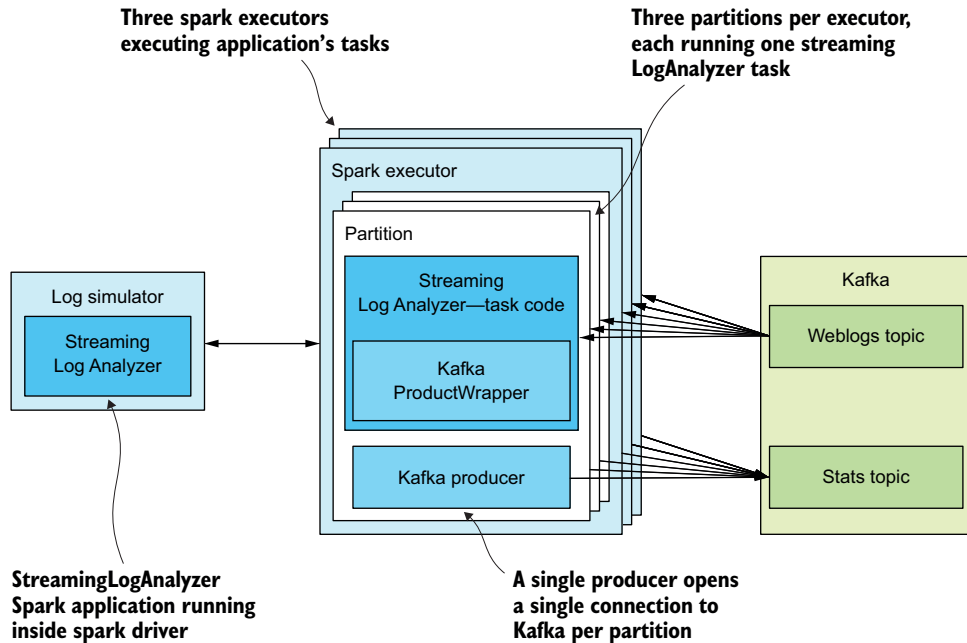 Three spark executors
executing application's tasks
Three partitions per executor,
each running one streaming
LogAnalyzer task
Spark executor
Partition
Streaming
Log Analyzer—task code
Kafka
ProductWrapper
Kafka producer
Log simulator
Streaming
Log Analyzer
Kafka
Weblogs topic
Stats topic
StreamingLogAnalyzer
Spark application running
inside spark driver
A single producer opens
a single connection to
Kafka per partition